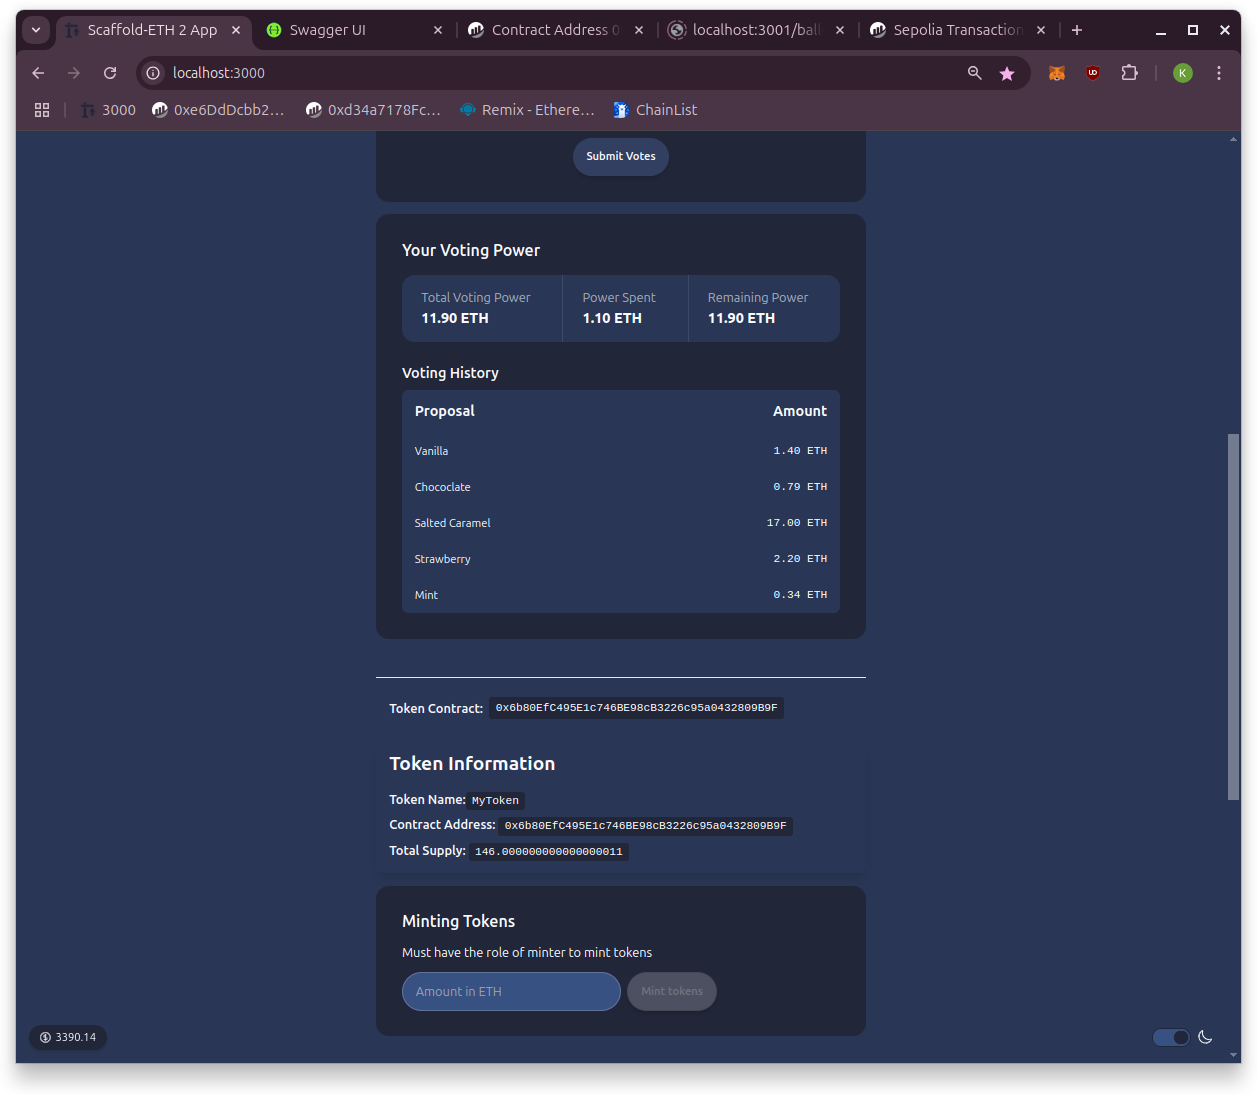 Scaffold-ETH 2 App
Swagger UI
Contract Address 0
localhost:3001/ball
Sepolia Transaction
localhost:3000
K
3000
0xe6DdDcbb2...
0xd34a7178Fc...
Remix - Ethere...
ChainList
Submit Votes
Your Voting Power
Total Voting Power
11.90 ETH
Power Spent
1.10 ETH
Remaining Power
11.90 ETH
Voting History
Proposal Amount
Vanilla 1.40 ETH
Chococlate 0.79 ETH
Salted Caramel 17.00 ETH
Strawberry 2.20 ETH
Mint 0.34 ETH
Token Contract: 0x6b80EfC495E1c746BE98cB3226c95a0432809B9F
Token Information
Token Name: MyToken
Contract Address: 0x6b80EfC495E1c746BE98cB3226c95a0432809B9F
Total Supply: 146.000000000000000011
Minting Tokens
Must have the role of minter to mint tokens
Amount in ETH
Mint tokens
3390.14